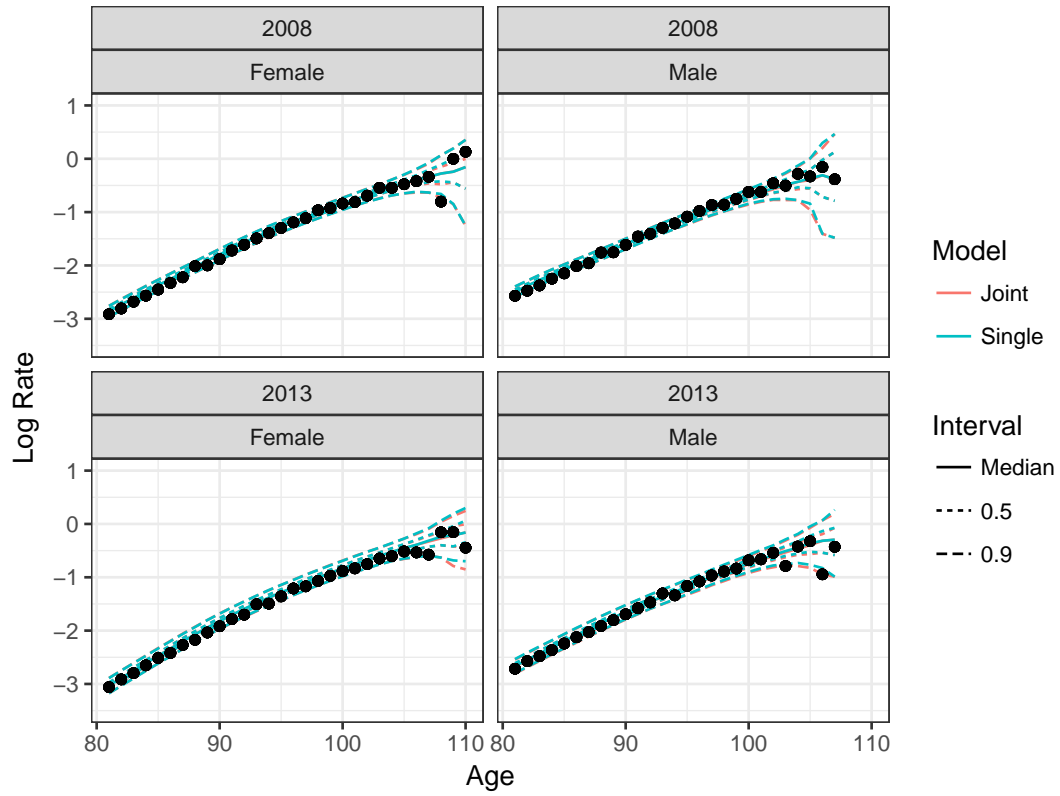 2008
2008
Female
Male
1
0
−1
−2
−3
2013
2013
Female
Male
1
0
−1
−2
−3
80
90
100
110
80
90
100
110
Age
Log Rate
Model
Joint
Single
Interval
Median
0.5
0.9